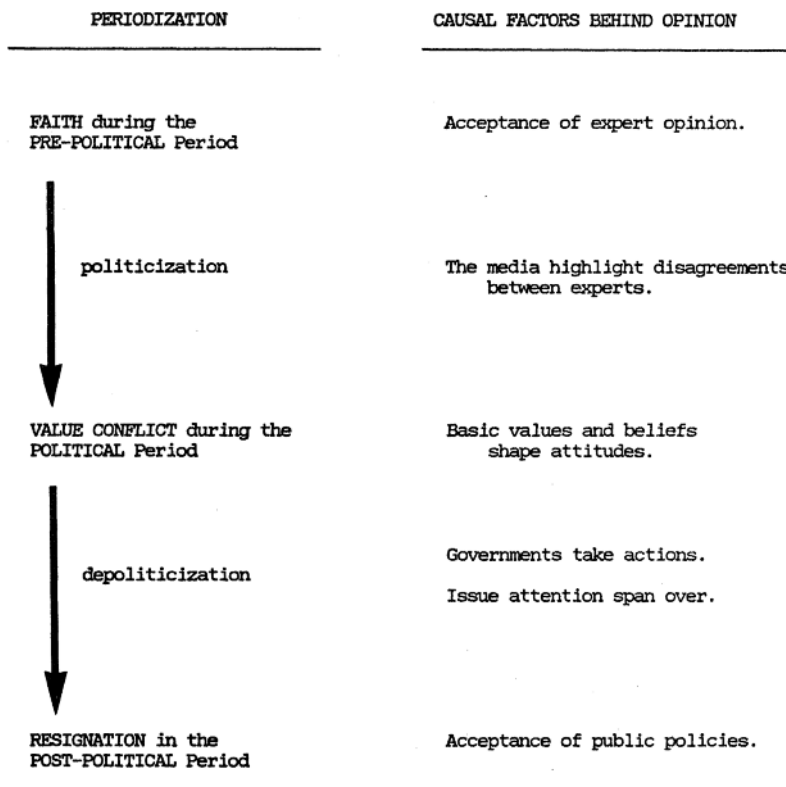 PERIODIZATION
CAUSAL FACTORS BEHIND OPINION
FAITH during the
PRE-POLITICAL Period
Acceptance of expert opinion.
politicization
The media highlight disagreements
between experts.
VALUE CONFLICT during the
POLITICAL Period
Basic values and beliefs
shape attitudes.
depoliticization
Governments take actions.
Issue attention span over.
RESIGNATION in the
POST-POLITICAL Period
Acceptance of public policies.